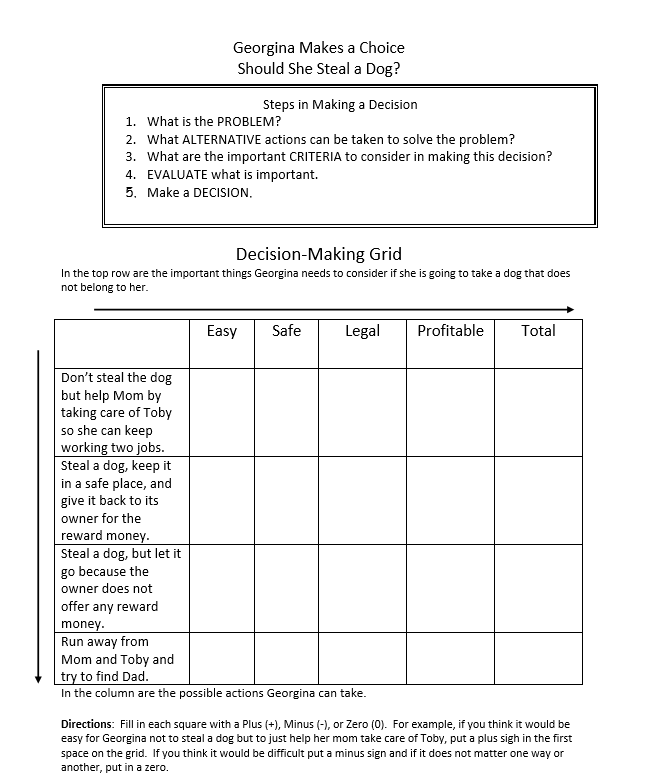 Georgina Makes a Choice
Should She Steal a Dog?
Steps in Making a Decision
1. What is the PROBLEM?
2. What ALTERNATIVE actions can be taken to solve the problem?
3. What are the important CRITERIA to consider in making this decision?
4. EVALUATE what is important.
5. Make a DECISION.
Decision-Making Grid
In the top row are the important things Georgina needs to consider if she is going to take a dog that does
not belong to her.
Easy Safe Legal Profitable Total
Don't steal the dog
but help Mom by
taking care of Toby
so she can keep
working two jobs.
Steal a dog, keep it
in a safe place, and
give it back to its
owner for the
reward money.
Steal a dog, but let it
go because the
owner does not
offer any reward
money.
Run away from
Mom and Toby and
try to find Dad.
In the column are the possible actions Georgina can take.
Directions: Fill in each square with a Plus (+), Minus (-), or Zero (0). For example, if you think it would be
easy for Georgina not to steal a dog but to just help her mom take care of Toby, put a plus sigh in the first
space on the grid. If you think it would be difficult put a minus sign and if it does not matter one way or
another, put in a zero.